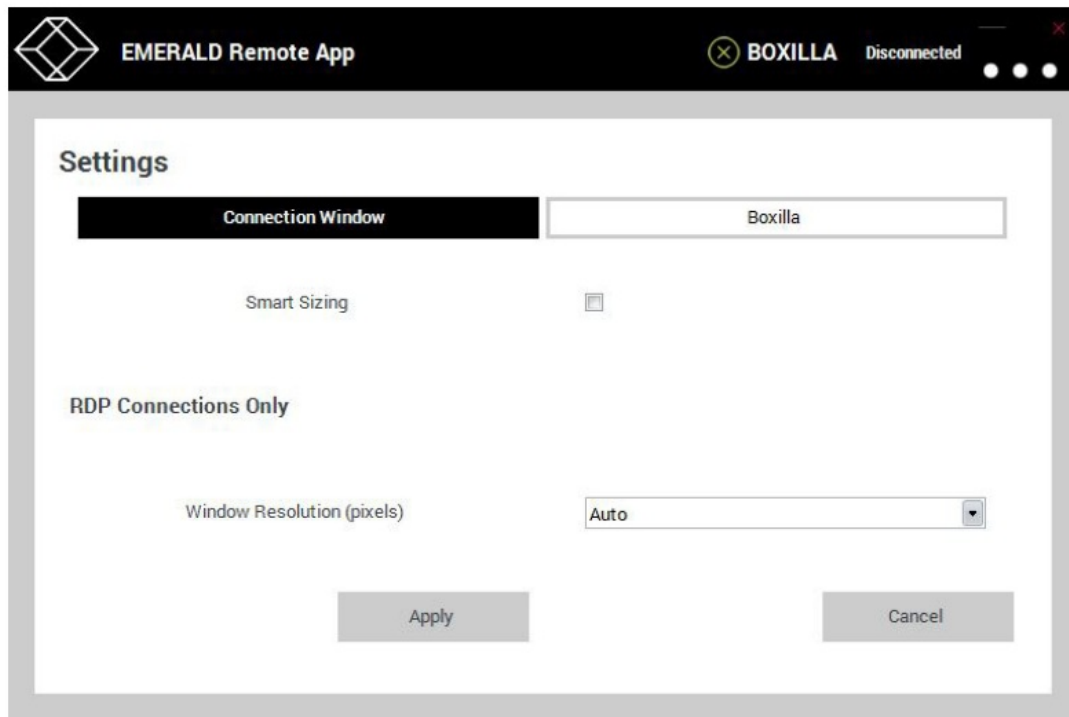 EMERALD Remote App BOXILLA Disconnected
Settings
Connection Window Boxilla
Smart Sizing
RDP Connections Only
Window Resolution (pixels) Auto
Apply Cancel